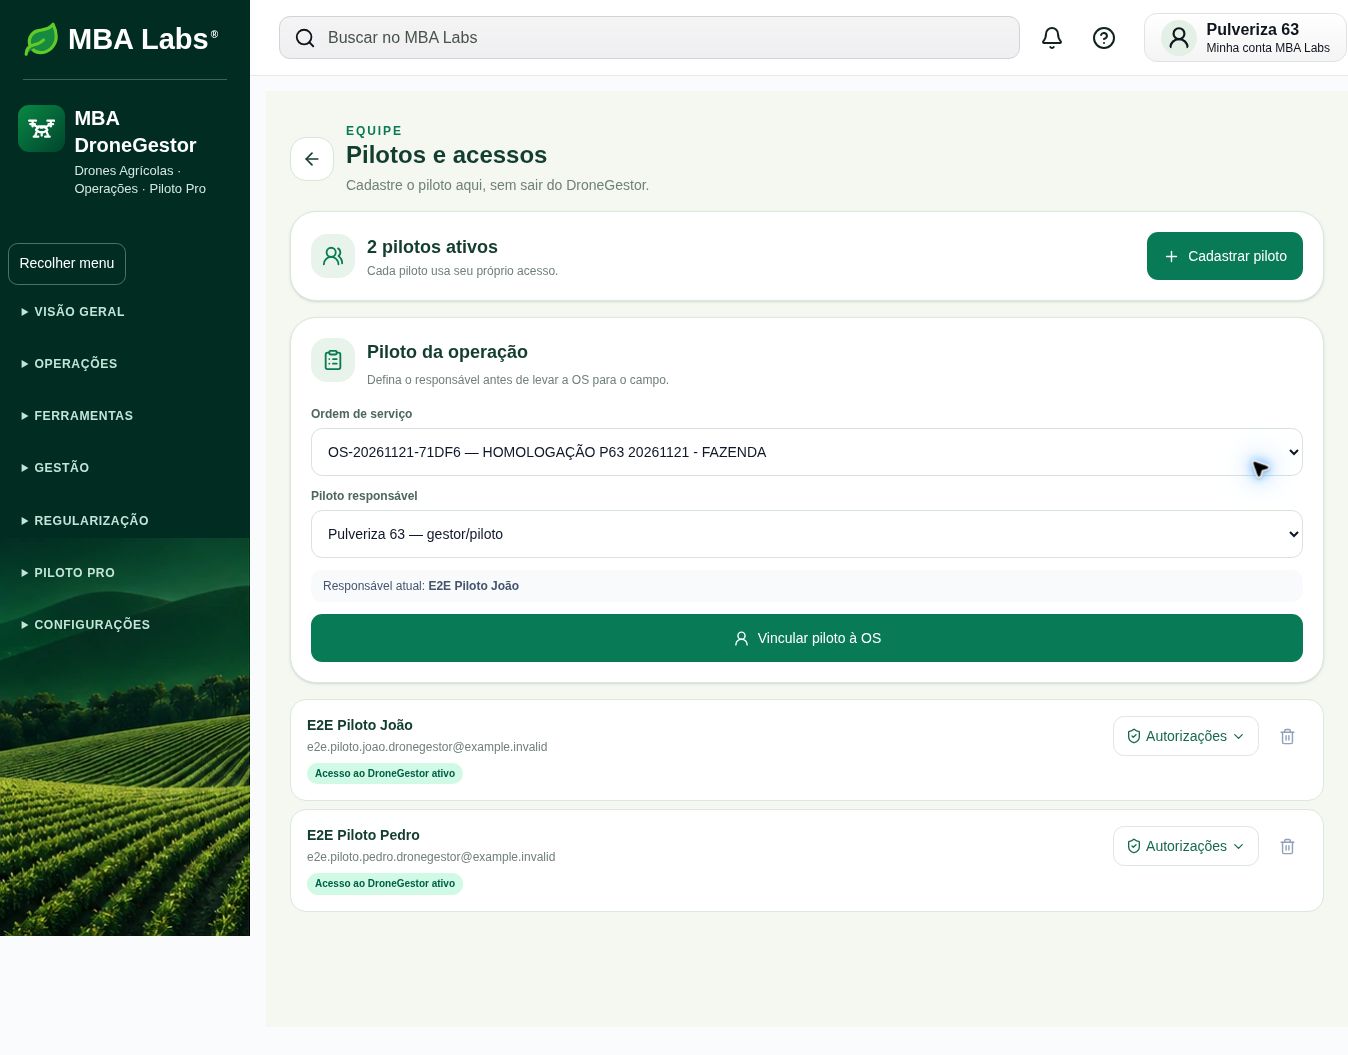 MBA Labs®
MBA
DroneGestor
Drones Agrícolas ·
Operações · Piloto Pro
Recolher menu
VISÃO GERAL
OPERAÇÕES
FERRAMENTAS
GESTÃO
REGULARIZAÇÃO
PILOTO PRO
CONFIGURAÇÕES
Buscar no MBA Labs
Pulveriza 63
Minha conta MBA Labs
EQUIPE
Pilotos e acessos
Cadastre o piloto aqui, sem sair do DroneGestor.
2 pilotos ativos
Cada piloto usa seu próprio acesso.
Cadastrar piloto
Piloto da operação
Defina o responsável antes de levar a OS para o campo.
Ordem de serviço
OS-20261121-71DF6 — HOMOLOGAÇÃO P63 20261121 - FAZENDA
Piloto responsável
Pulveriza 63 — gestor/piloto
Responsável atual: E2E Piloto João
Vincular piloto à OS
E2E Piloto João
e2e.piloto.joao.dronegestor@example.invalid
Acesso ao DroneGestor ativo
Autorizações
E2E Piloto Pedro
e2e.piloto.pedro.dronegestor@example.invalid
Acesso ao DroneGestor ativo
Autorizações